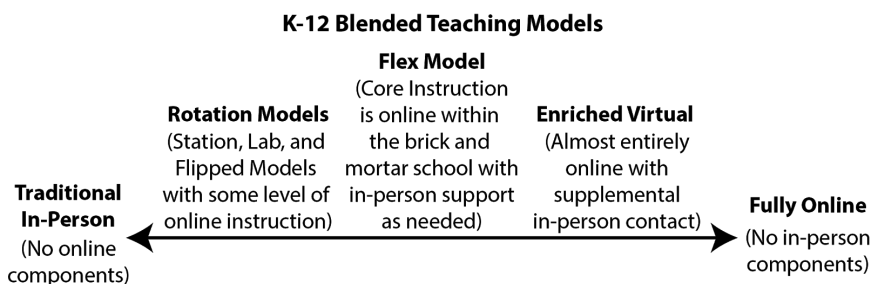 K-12 Blended Teaching Models
Flex Model
(Core Instruction
is online within
the brick and
mortar school with
in-person support
as needed)
Rotation Models
(Station, Lab, and
Flipped Models
with some level of
online instruction)
Enriched Virtual
(Almost entirely
online with
supplemental
in-person contact)
Traditional
In-Person
(No online
components)
Fully Online
(No in-person
components)